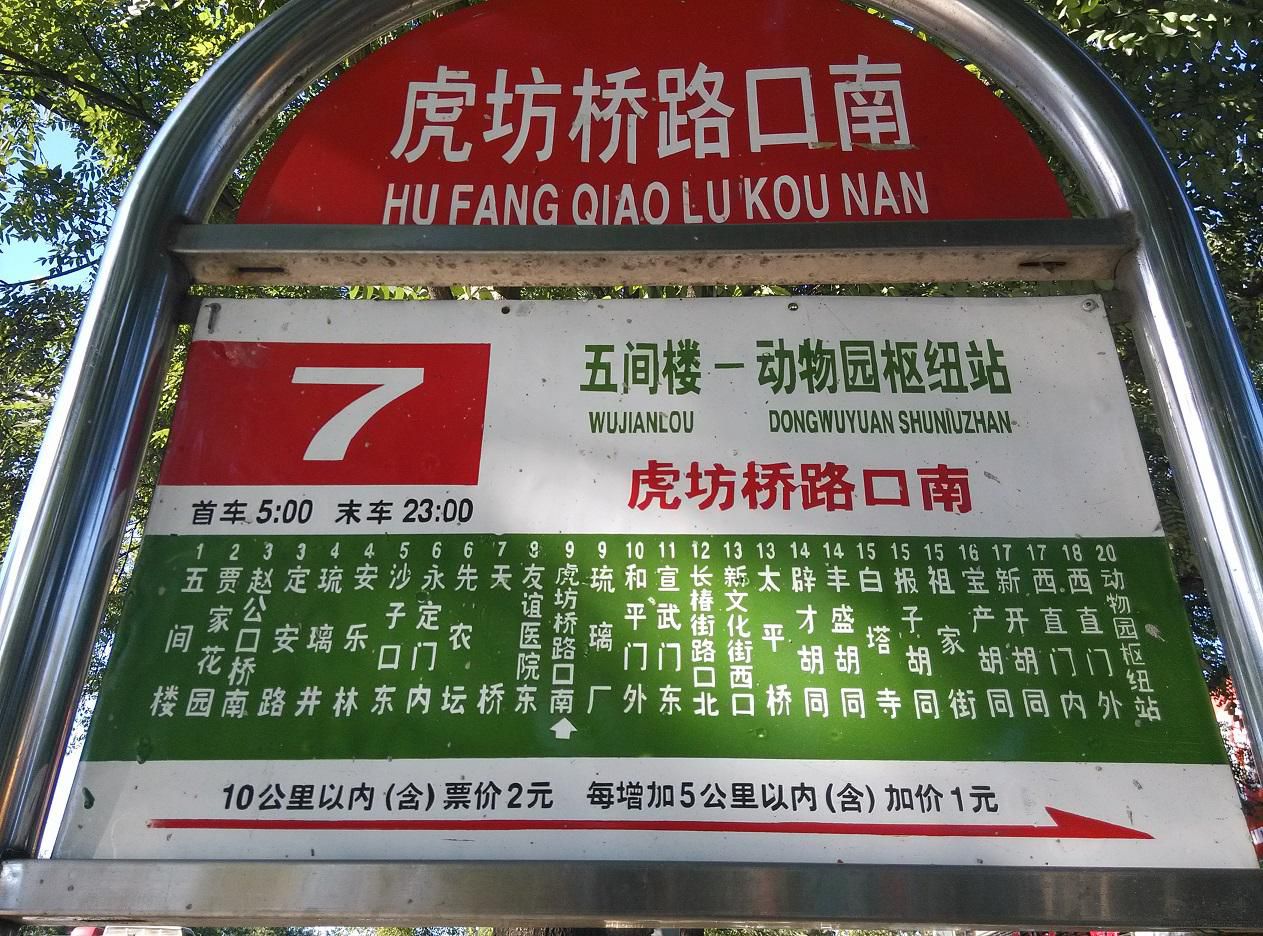 虎坊桥路口南
HU FANG QIAO LU KOU NAN
7
五间楼－动物园枢纽站
WUJIANLOU DONGWUYUAN SHUNIUZHAN
虎坊桥路口南
首车 5:00 末车 23:00
1 2 3 3 4 4 5 6 6 7 8 9 9 10 11 12 13 13 14 14 15 15 15 16 17 17 18 20
五间楼
贾家花园
赵公口桥南
定安路
琉璃井
安乐林
沙子口东
永定门内
先农坛
天桥
友谊医院东
虎坊桥路口南
琉璃厂
和平门外
宣武门东
长椿街路口北
新文化街西口
太平桥
辟才胡同
丰盛胡同
白塔寺
报子胡同
祖家街
宝产胡同
新开胡同
西直门内
西直门外
动物园枢纽站
10公里以内(含)票价2元 每增加5公里以内(含)加价1元